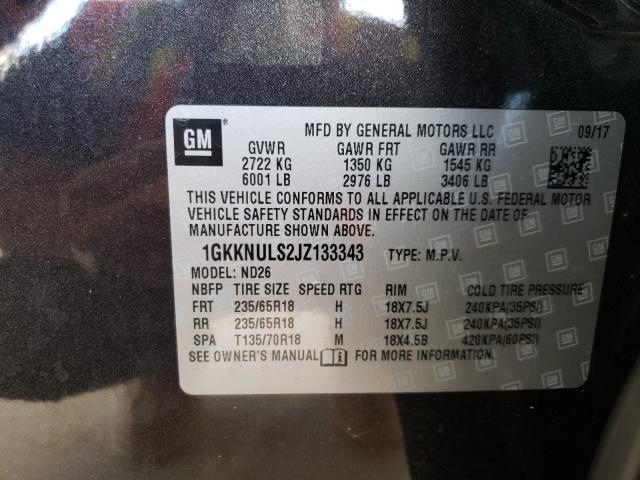 GM ®
MFD BY GENERAL MOTORS LLC 09/17
GVWR GAWR FRT GAWR RR
2722 KG 1350 KG 1545 KG
6001 LB 2976 LB 3406 LB
THIS VEHICLE CONFORMS TO ALL APPLICABLE U.S. FEDERAL MOTOR
VEHICLE SAFETY STANDARDS IN EFFECT ON THE DATE OF
MANUFACTURE SHOWN ABOVE.
1GKKNULS2JZ133343 TYPE: M.P.V.
MODEL: ND26
NBFP TIRE SIZE SPEED RTG RIM COLD TIRE PRESSURE
FRT 235/65R18 H 18X7.5J 240KPA(35PSI)
RR 235/65R18 H 18X7.5J 240KPA(35PSI)
SPA T135/70R18 M 18X4.5B 420KPA(60PSI)
SEE OWNER'S MANUAL FOR MORE INFORMATION.